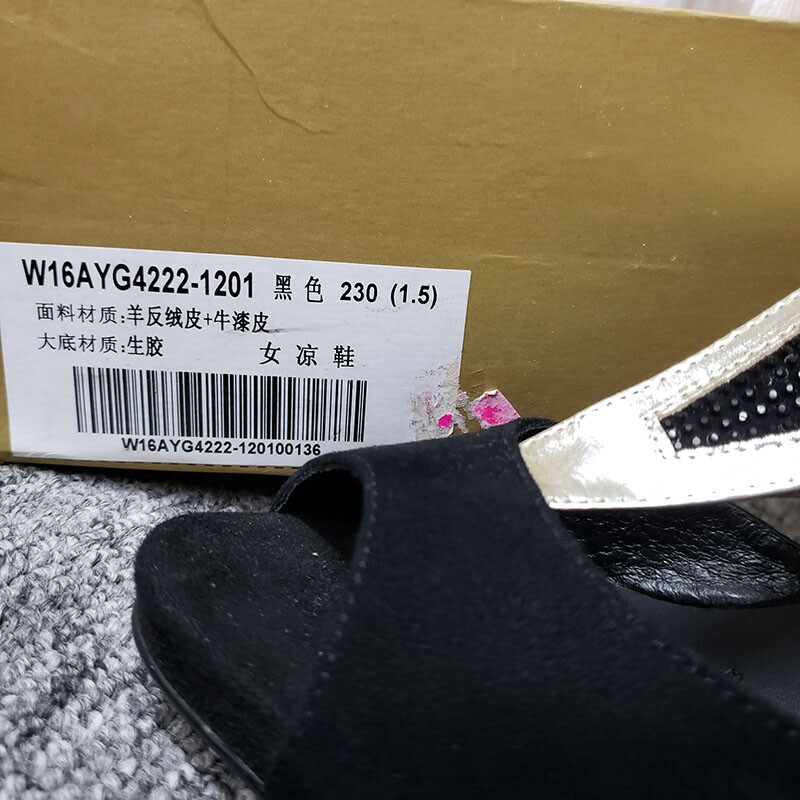 W16AYG4222-1201 黑色 230 (1.5)
面料材质:羊反绒皮+牛漆皮
大底材质:生胶 女凉鞋
W16AYG4222-120100136